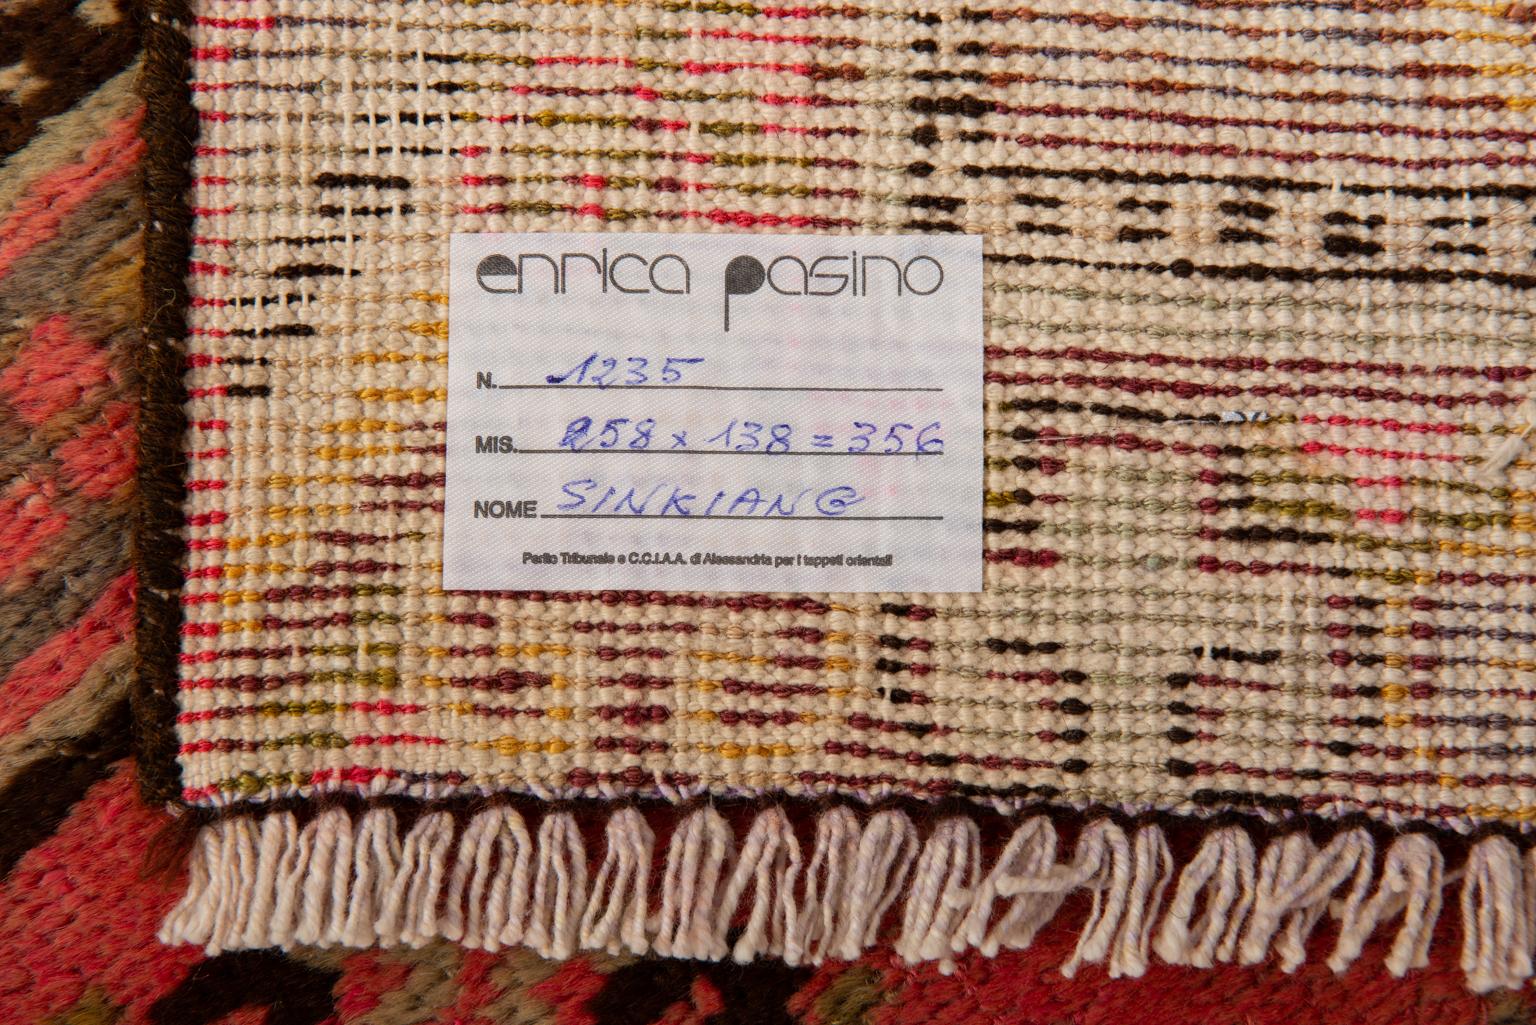 enrica pasino
N. 1235
MIS. 258 x 138 = 356
NOME SINKIANG
Perito Tribunale e C.C.I.A.A. di Alessandria per i tappeti orientali